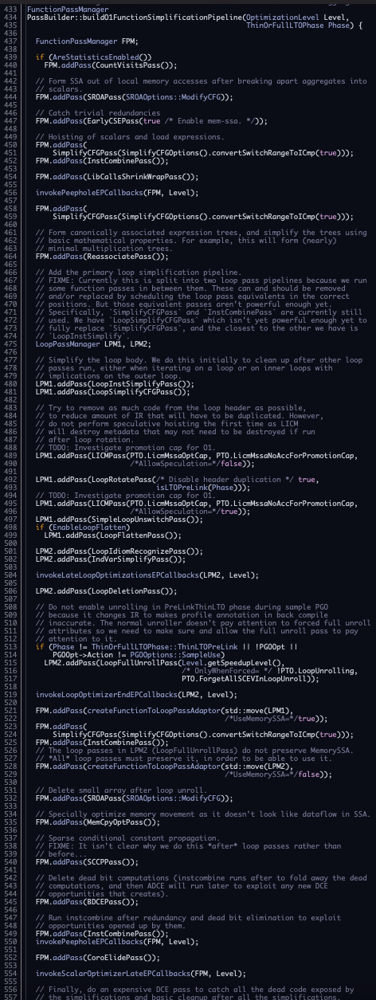 433 FunctionPassManager
434 PassBuilder::buildO1FunctionSimplificationPipeline(OptimizationLevel Level,
435                                                    ThinOrFullLTOPhase Phase) {
436
437   FunctionPassManager FPM;
438
439   if (AreStatisticsEnabled())
440     FPM.addPass(CountVisitsPass());
441
442   // Form SSA out of local memory accesses after breaking apart aggregates into
443   // scalars.
444   FPM.addPass(SROAPass(SROAOptions::ModifyCFG));
445
446   // Catch trivial redundancies
447   FPM.addPass(EarlyCSEPass(true /* Enable mem-ssa. */));
448
449   // Hoisting of scalars and load expressions.
450   FPM.addPass(
451       SimplifyCFGPass(SimplifyCFGOptions().convertSwitchRangeToICmp(true)));
452   FPM.addPass(InstCombinePass());
453
454   FPM.addPass(LibCallsShrinkWrapPass());
455
456   invokePeepholeEPCallbacks(FPM, Level);
457
458   FPM.addPass(
459       SimplifyCFGPass(SimplifyCFGOptions().convertSwitchRangeToICmp(true)));
460
461   // Form canonically associated expression trees, and simplify the trees using
462   // basic mathematical properties. For example, this will form (nearly)
463   // minimal multiplication trees.
464   FPM.addPass(ReassociatePass());
465
466   // Add the primary loop simplification pipeline.
467   // FIXME: Currently this is split into two loop pass pipelines because we run
468   // some function passes in between them. These can and should be removed
469   // and/or replaced by scheduling the loop pass equivalents in the correct
470   // positions. But those equivalent passes aren't powerful enough yet.
471   // Specifically, `SimplifyCFGPass` and `InstCombinePass` are currently still
472   // used. We have `LoopSimplifyCFGPass` which isn't yet powerful enough yet to
473   // fully replace `SimplifyCFGPass`, and the closest to the other we have is
474   // `LoopInstSimplify`.
475   LoopPassManager LPM1, LPM2;
476
477   // Simplify the loop body. We do this initially to clean up after other loop
478   // passes run, either when iterating on a loop or on inner loops with
479   // implications on the outer loop.
480   LPM1.addPass(LoopInstSimplifyPass());
481   LPM1.addPass(LoopSimplifyCFGPass());
482
483   // Try to remove as much code from the loop header as possible,
484   // to reduce amount of IR that will have to be duplicated. However,
485   // do not perform speculative hoisting the first time as LICM
486   // will destroy metadata that may not need to be destroyed if run
487   // after loop rotation.
488   // TODO: Investigate promotion cap for O1.
489   LPM1.addPass(LICMPass(PTO.LicmMssaOptCap, PTO.LicmMssaNoAccForPromotionCap,
490                         /*AllowSpeculation=*/false));
491
492   LPM1.addPass(LoopRotatePass(/* Disable header duplication */ true,
493                               isLTOPreLink(Phase)));
494   // TODO: Investigate promotion cap for O1.
495   LPM1.addPass(LICMPass(PTO.LicmMssaOptCap, PTO.LicmMssaNoAccForPromotionCap,
496                         /*AllowSpeculation=*/true));
497   LPM1.addPass(SimpleLoopUnswitchPass());
498   if (EnableLoopFlatten)
499     LPM1.addPass(LoopFlattenPass());
500
501   LPM2.addPass(LoopIdiomRecognizePass());
502   LPM2.addPass(IndVarSimplifyPass());
503
504   invokeLateLoopOptimizationsEPCallbacks(LPM2, Level);
505
506   LPM2.addPass(LoopDeletionPass());
507
508   // Do not enable unrolling in PreLinkThinLTO phase during sample PGO
509   // because it changes IR to makes profile annotation in back compile
510   // inaccurate. The normal unroller doesn't pay attention to forced full unroll
511   // attributes so we need to make sure and allow the full unroll pass to pay
512   // attention to it.
513   if (Phase != ThinOrFullLTOPhase::ThinLTOPreLink || !PGOOpt ||
514       PGOOpt->Action != PGOOptions::SampleUse)
515     LPM2.addPass(LoopFullUnrollPass(Level.getSpeedupLevel(),
516                                     /* OnlyWhenForced= */ !PTO.LoopUnrolling,
517                                     PTO.ForgetAllSCEVInLoopUnroll));
518
519   invokeLoopOptimizerEndEPCallbacks(LPM2, Level);
520
521   FPM.addPass(createFunctionToLoopPassAdaptor(std::move(LPM1),
522                                               /*UseMemorySSA=*/true));
523   FPM.addPass(
524       SimplifyCFGPass(SimplifyCFGOptions().convertSwitchRangeToICmp(true)));
525   FPM.addPass(InstCombinePass());
526   // The loop passes in LPM2 (LoopFullUnrollPass) do not preserve MemorySSA.
527   // *All* loop passes must preserve it, in order to be able to use it.
528   FPM.addPass(createFunctionToLoopPassAdaptor(std::move(LPM2),
529                                               /*UseMemorySSA=*/false));
530
531   // Delete small array after loop unroll.
532   FPM.addPass(SROAPass(SROAOptions::ModifyCFG));
533
534   // Specially optimize memory movement as it doesn't look like dataflow in SSA.
535   FPM.addPass(MemCpyOptPass());
536
537   // Sparse conditional constant propagation.
538   // FIXME: It isn't clear why we do this *after* loop passes rather than
539   // before...
540   FPM.addPass(SCCPPass());
541
542   // Delete dead bit computations (instcombine runs after to fold away the dead
543   // computations, and then ADCE will run later to exploit any new DCE
544   // opportunities that creates).
545   FPM.addPass(BDCEPass());
546
547   // Run instcombine after redundancy and dead bit elimination to exploit
548   // opportunities opened up by them.
549   FPM.addPass(InstCombinePass());
550   invokePeepholeEPCallbacks(FPM, Level);
551
552   FPM.addPass(CoroElidePass());
553
554   invokeScalarOptimizerLateEPCallbacks(FPM, Level);
555
556   // Finally, do an expensive DCE pass to catch all the dead code exposed by
557   // the simplifications and basic cleanup after all the simplifications.